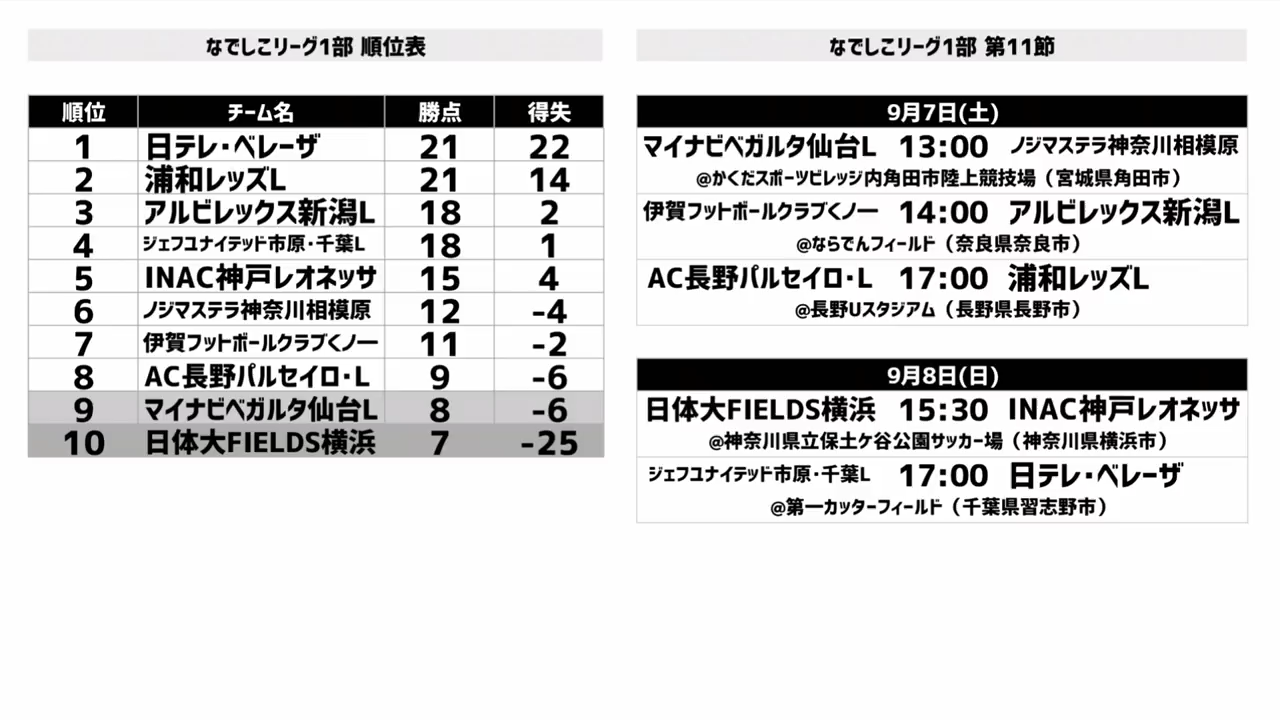 なでしこリーグ1部 順位表
順位 チーム名 勝点 得失
1 日テレ・ベレーザ 21 22
2 浦和レッズL 21 14
3 アルビレックス新潟L 18 2
4 ジェフユナイテッド市原・千葉L 18 1
5 INAC神戸レオネッサ 15 4
6 ノジマステラ神奈川相模原 12 -4
7 伊賀フットボールクラブくノ一 11 -2
8 AC長野パルセイロ・L 9 -6
9 マイナビベガルタ仙台L 8 -6
10 日体大FIELDS横浜 7 -25
なでしこリーグ1部 第11節
9月7日(土)
マイナビベガルタ仙台L 13:00 ノジマステラ神奈川相模原
@かくだスポーツビレッジ内角田市陸上競技場（宮城県角田市）
伊賀フットボールクラブくノ一 14:00 アルビレックス新潟L
@ならでんフィールド（奈良県奈良市）
AC長野パルセイロ・L 17:00 浦和レッズL
@長野Uスタジアム（長野県長野市）
9月8日(日)
日体大FIELDS横浜 15:30 INAC神戸レオネッサ
@神奈川県立保土ケ谷公園サッカー場（神奈川県横浜市）
ジェフユナイテッド市原・千葉L 17:00 日テレ・ベレーザ
@第一カッターフィールド（千葉県習志野市）